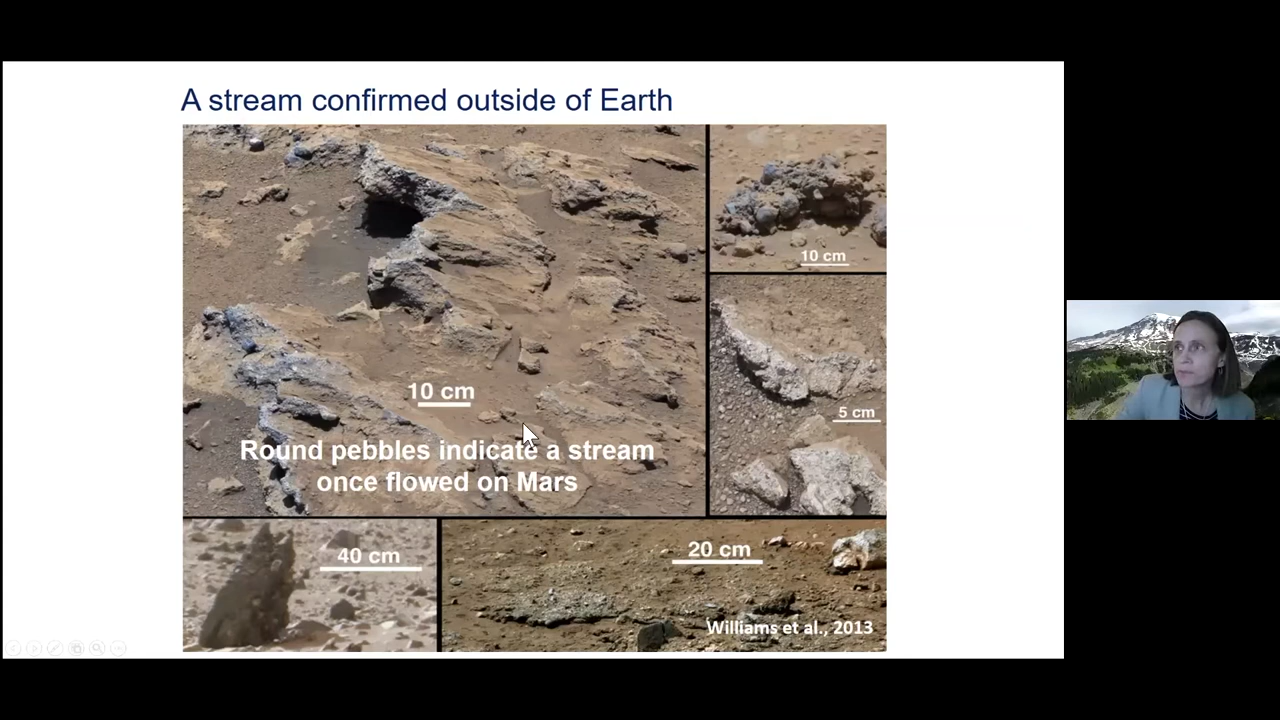 A stream confirmed outside of Earth
10 cm
10 cm
5 cm
Round pebbles indicate a stream
once flowed on Mars
40 cm
20 cm
Williams et al., 2013